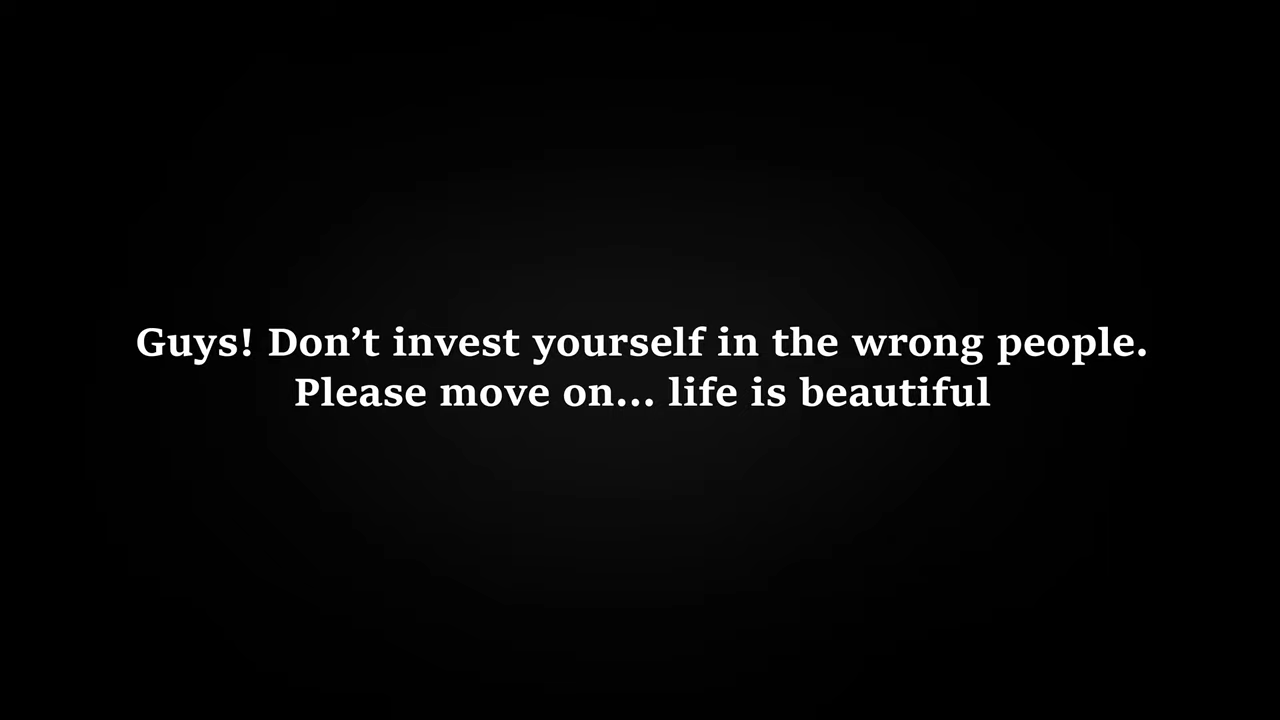 Guys! Don’t invest yourself in the wrong people.
Please move on... life is beautiful